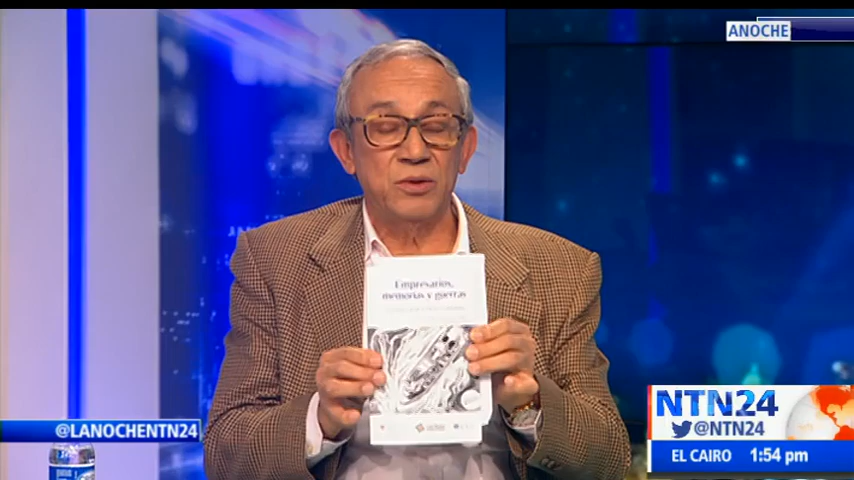 ANOCHE
Empresarios,
memorias y guerras
@LANOCHENTN24
NTN24
@NTN24
EL CAIRO 1:54 pm